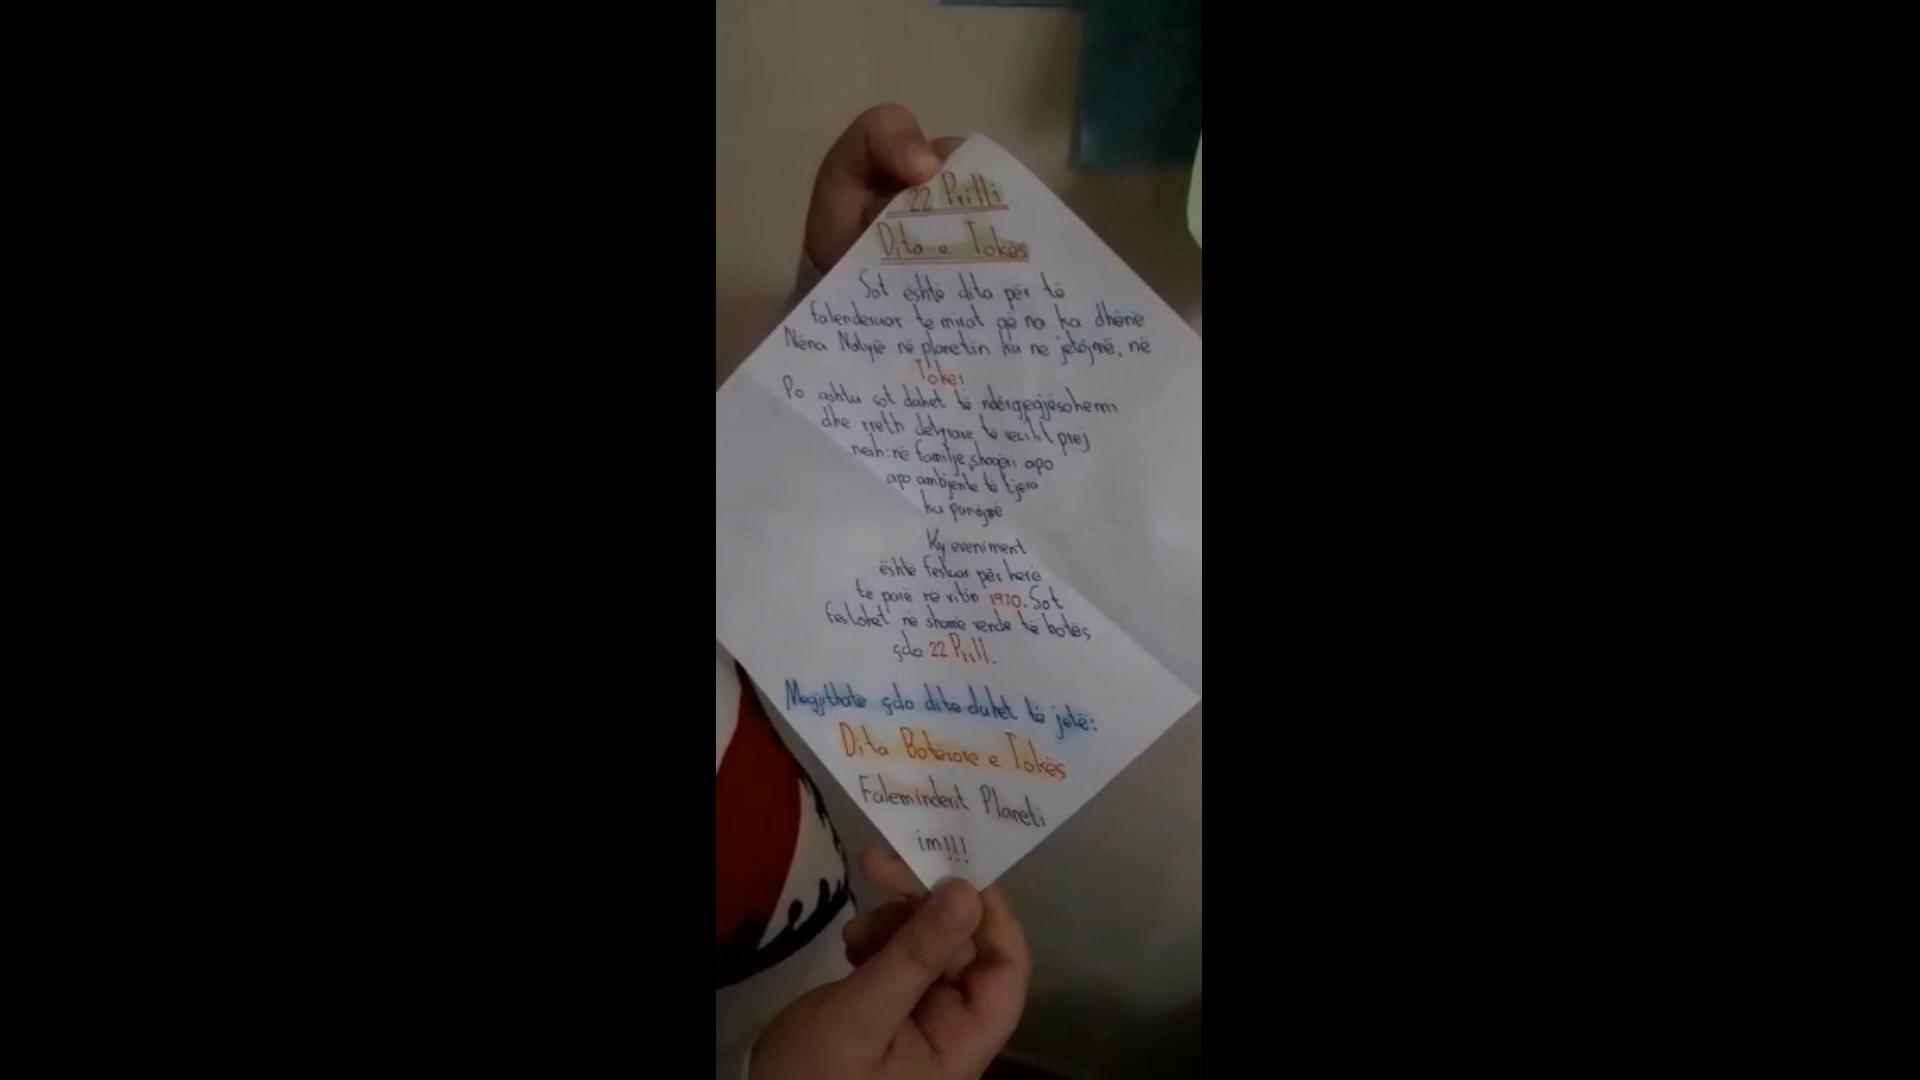 22 Prilli
Dita e Tokës
Sot është dita për të
falenderuar te mirat që na ka dhënë
Nëna Natyrë në planetin ku ne jetojmë, në
Tokë!
Po ashtu sot duhet të ndërgjegjësohemi
dhe rreth detyrave të secilit prej
nesh: në familje, shoqëri apo
apo ambjente të tjera
ku punojmë
Ky eveniment
është festuar për herë
të parë në vitin 1970. Sot
festohet në shumë vende të botës
çdo 22 Prill.
Megjithatë çdo ditë duhet të jetë:
Dita Botërore e Tokës
Faleminderit Planeti
im!!!